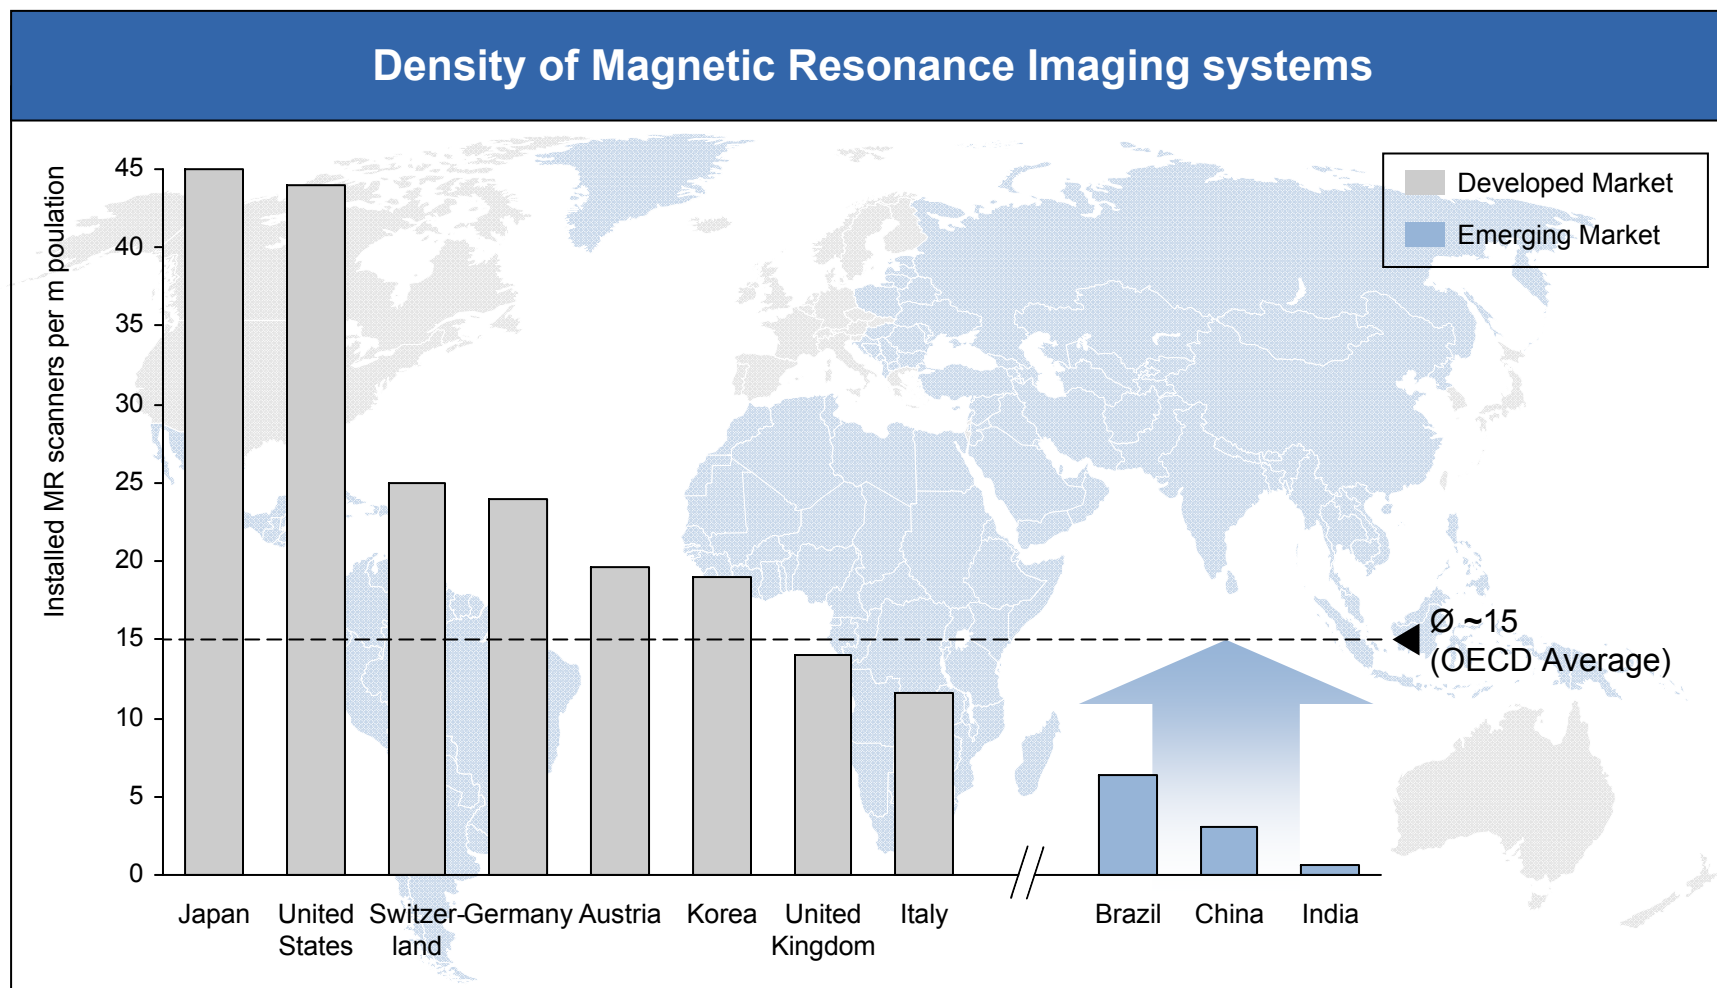 Density of Magnetic Resonance Imaging systems
Installed MR scanners per m poulation
45
40
35
30
25
20
15
10
5
0
Developed Market
Emerging Market
Ø ~15
(OECD Average)
Japan
United
States
Switzer-
land
Germany
Austria
Korea
United
Kingdom
Italy
Brazil
China
India